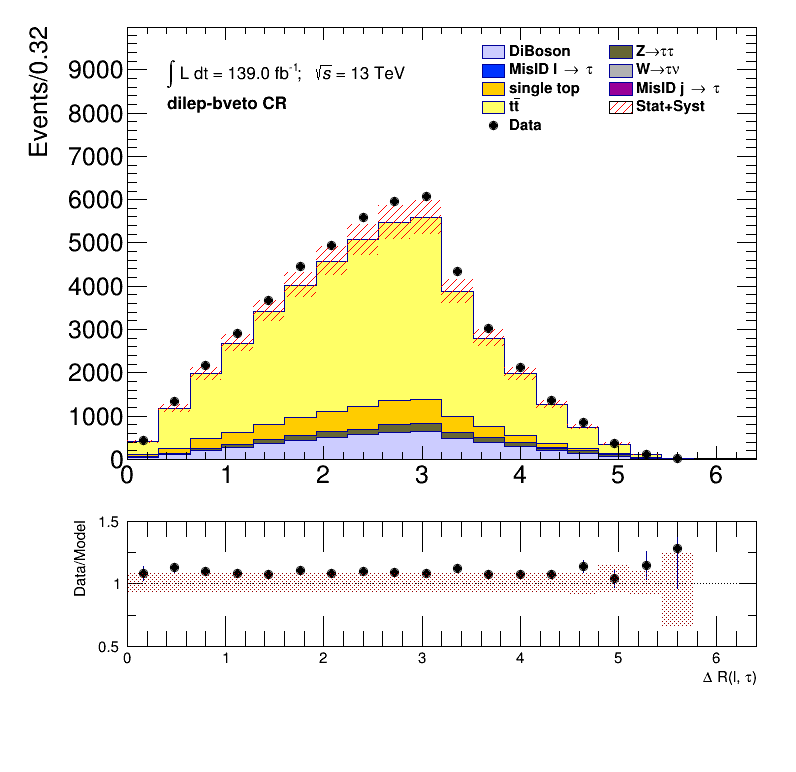 Events/0.32
9000
8000
7000
6000
5000
4000
3000
2000
1000
0
∫ L dt = 139.0 fb⁻¹; √s = 13 TeV
dilep-bveto CR
DiBoson
MisID l → τ
single top
tt̄
Data
Z→ττ
W→τν
MisID j → τ
Stat+Syst
0 1 2 3 4 5 6
Data/Model
1.5
1
0.5
0 1 2 3 4 5 6
Δ R(l, τ)